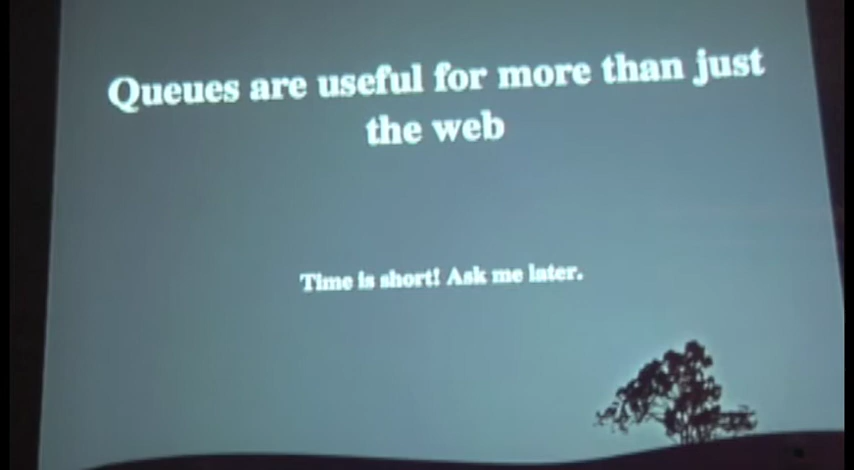 Queues are useful for more than just
the web
Time is short! Ask me later.